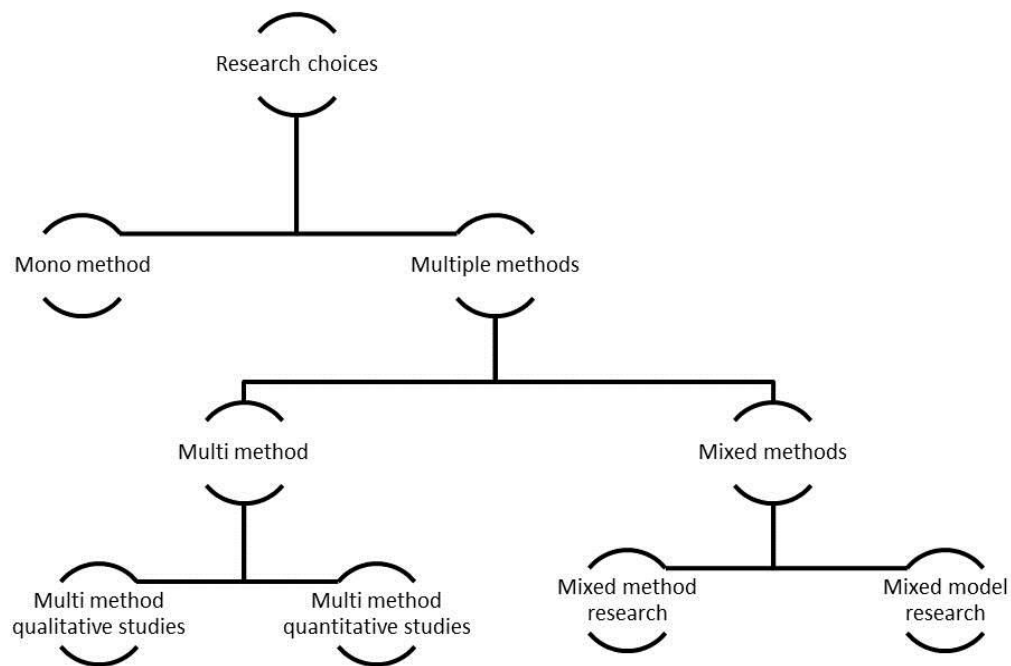 Research choices
Mono method
Multiple methods
Multi method
Mixed methods
Multi method
qualitative studies
Multi method
quantitative studies
Mixed method
research
Mixed model
research